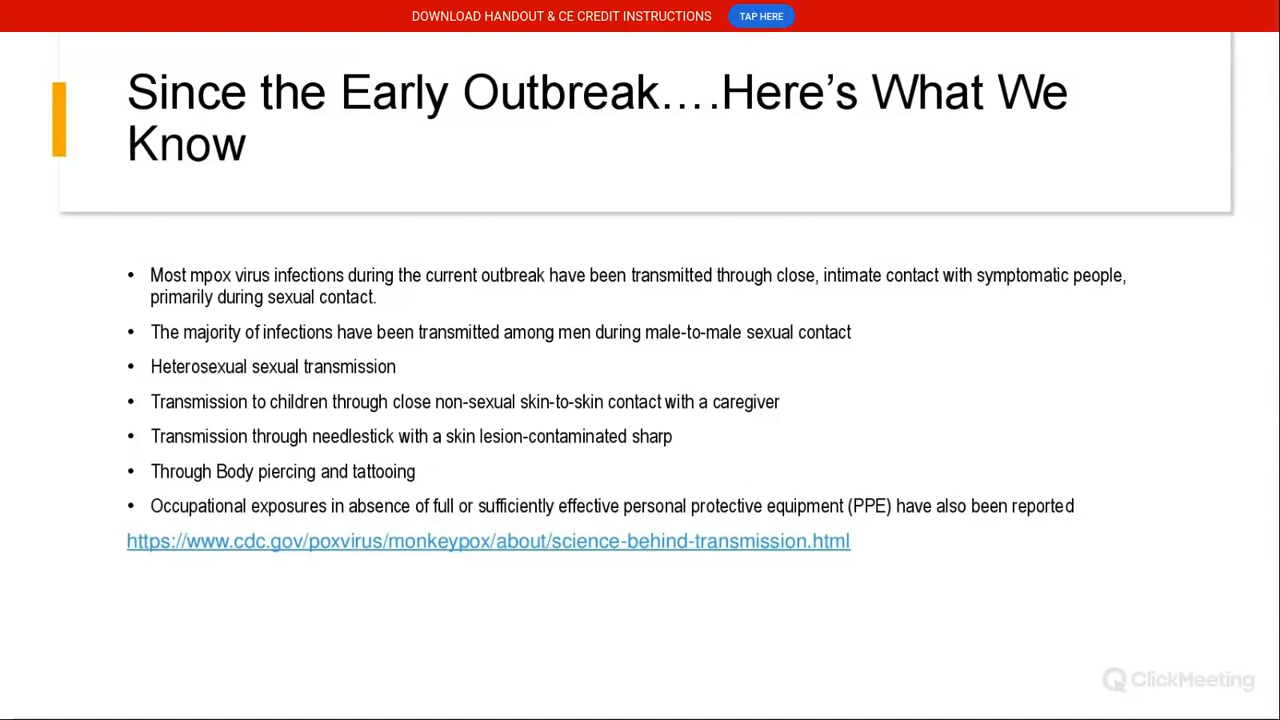 DOWNLOAD HANDOUT & CE CREDIT INSTRUCTIONS TAP HERE
Since the Early Outbreak….Here’s What We
Know
• Most mpox virus infections during the current outbreak have been transmitted through close, intimate contact with symptomatic people,
primarily during sexual contact.
• The majority of infections have been transmitted among men during male-to-male sexual contact
• Heterosexual sexual transmission
• Transmission to children through close non-sexual skin-to-skin contact with a caregiver
• Transmission through needlestick with a skin lesion-contaminated sharp
• Through Body piercing and tattooing
• Occupational exposures in absence of full or sufficiently effective personal protective equipment (PPE) have also been reported
https://www.cdc.gov/poxvirus/monkeypox/about/science-behind-transmission.html
ClickMeeting